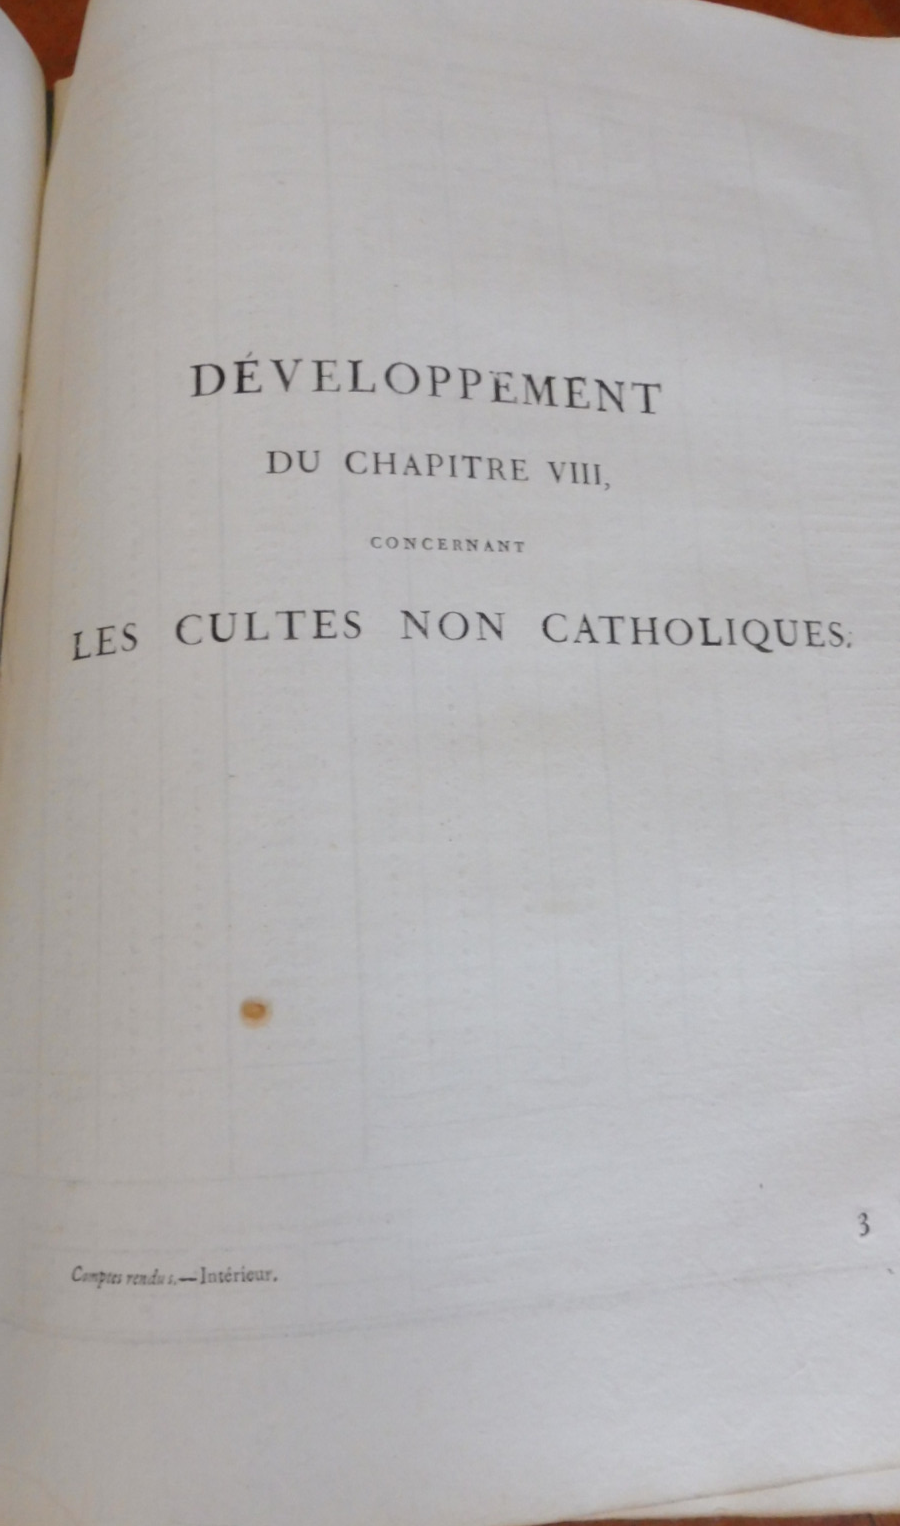 DÉVELOPPEMENT
DU CHAPITRE VIII,
CONCERNANT
LES CULTES NON CATHOLIQUES.
3
Comptes rendus.—Intérieur.